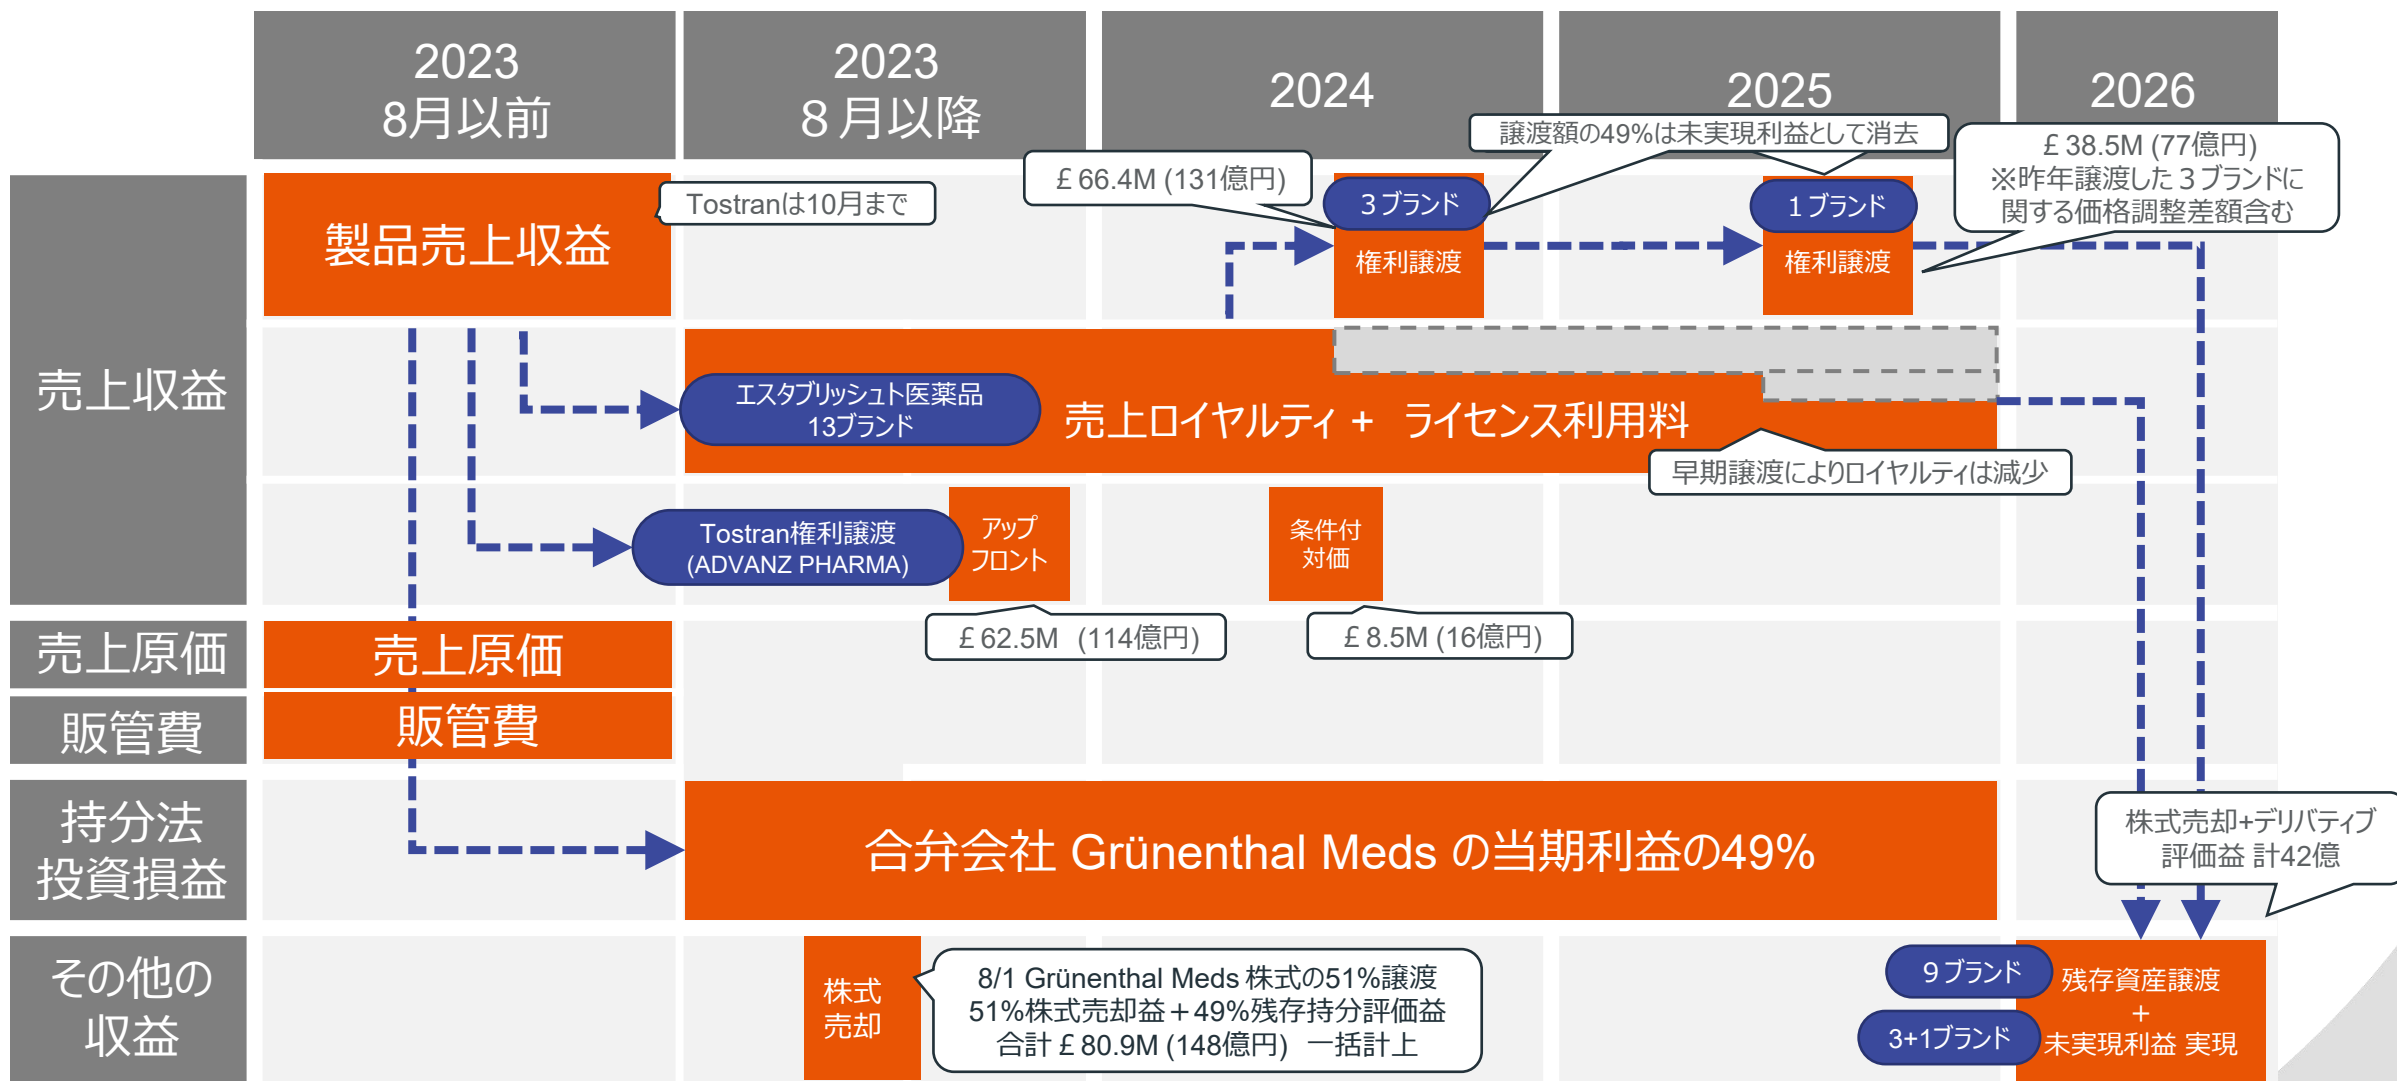 2023
8月以前
2023
８月以降
2024
2025
2026
譲渡額の49%は未実現利益として消去
売上収益
製品売上収益
Tostranは10月まで
£ 66.4M (131億円)
３ブランド
権利譲渡
１ブランド
権利譲渡
£ 38.5M (77億円)
※昨年譲渡した３ブランドに
関する価格調整差額含む
エスタブリッシュト医薬品
13ブランド
売上ロイヤルティ + ライセンス利用料
早期譲渡によりロイヤルティは減少
Tostran権利譲渡
(ADVANZ PHARMA)
アップ
フロント
条件付
対価
£ 62.5M (114億円)
£ 8.5M (16億円)
売上原価
売上原価
販管費
販管費
持分法
投資損益
合弁会社 Grünenthal Meds の当期利益の49%
株式売却+デリバティブ
評価益 計42億
その他の
収益
株式
売却
8/1 Grünenthal Meds 株式の51%譲渡
51%株式売却益＋49%残存持分評価益
合計 £ 80.9M (148億円) 一括計上
９ブランド
3+1ブランド
残存資産譲渡
+
未実現利益 実現